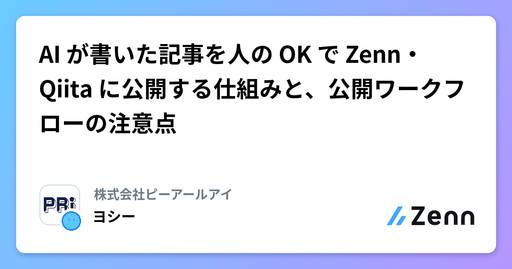 AI が書いた記事を人の OK で Zenn・
Qiita に公開する仕組みと、公開ワークフ
ローの注意点
PRi
株式会社ピーアールアイ
ヨシー
Zenn